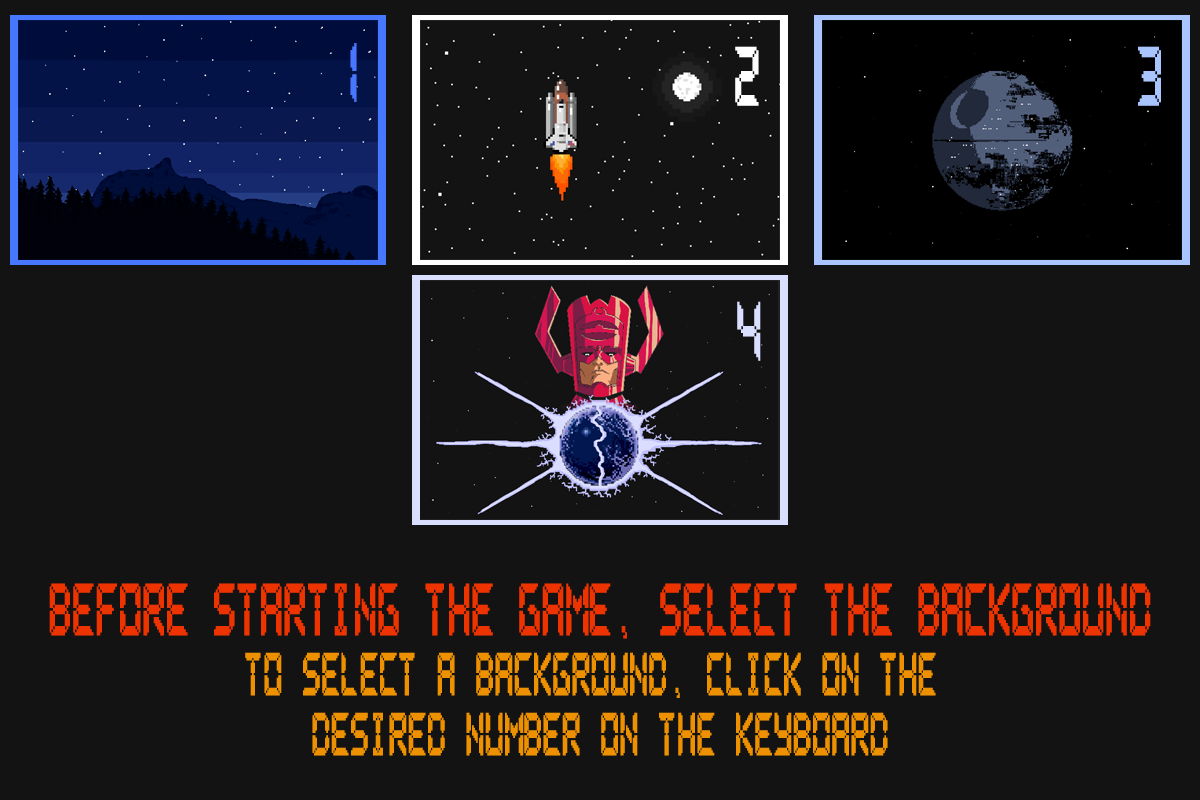 1
2
3
4
BEFORE STARTING THE GAME, SELECT THE BACKGROUND
TO SELECT A BACKGROUND, CLICK ON THE
DESIRED NUMBER ON THE KEYBOARD